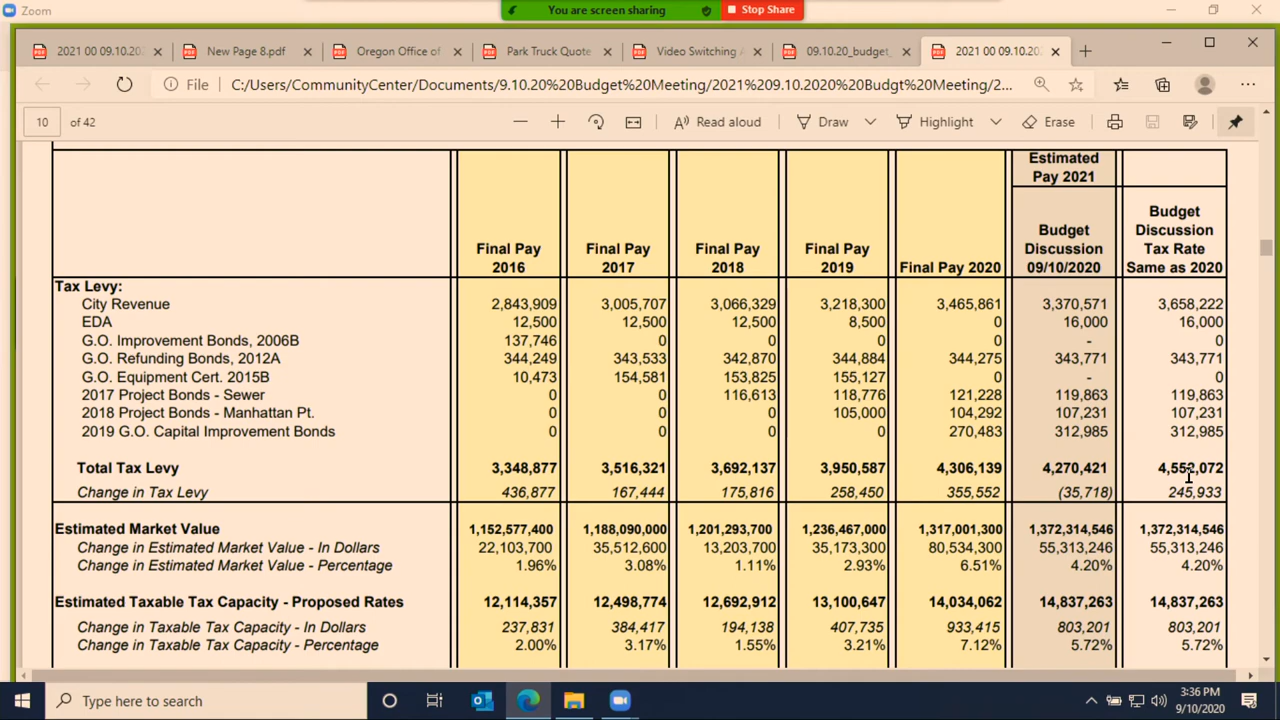 Zoom
You are screen sharing
Stop Share
2021 00 09.10.20
New Page 8.pdf
Oregon Office of
Park Truck Quote
Video Switching
09.10.20_budget_
2021 00 09.10.202
File C:/Users/CommunityCenter/Documents/9.10.20%20Budget%20Meeting/2021%209.10.2020%20Budgt%20Meeting/2...
10 of 42
Read aloud
Draw
Highlight
Erase
Estimated
Pay 2021
Final Pay 2016
Final Pay 2017
Final Pay 2018
Final Pay 2019
Final Pay 2020
Budget Discussion 09/10/2020
Budget Discussion Tax Rate Same as 2020
Tax Levy:
City Revenue 2,843,909 3,005,707 3,066,329 3,218,300 3,465,861 3,370,571 3,658,222
EDA 12,500 12,500 12,500 8,500 0 16,000 16,000
G.O. Improvement Bonds, 2006B 137,746 0 0 0 0 - 0
G.O. Refunding Bonds, 2012A 344,249 343,533 342,870 344,884 344,275 343,771 343,771
G.O. Equipment Cert. 2015B 10,473 154,581 153,825 155,127 0 - 0
2017 Project Bonds - Sewer 0 0 116,613 118,776 121,228 119,863 119,863
2018 Project Bonds - Manhattan Pt. 0 0 0 105,000 104,292 107,231 107,231
2019 G.O. Capital Improvement Bonds 0 0 0 0 270,483 312,985 312,985
Total Tax Levy 3,348,877 3,516,321 3,692,137 3,950,587 4,306,139 4,270,421 4,552,072
Change in Tax Levy 436,877 167,444 175,816 258,450 355,552 (35,718) 245,933
Estimated Market Value 1,152,577,400 1,188,090,000 1,201,293,700 1,236,467,000 1,317,001,300 1,372,314,546 1,372,314,546
Change in Estimated Market Value - In Dollars 22,103,700 35,512,600 13,203,700 35,173,300 80,534,300 55,313,246 55,313,246
Change in Estimated Market Value - Percentage 1.96% 3.08% 1.11% 2.93% 6.51% 4.20% 4.20%
Estimated Taxable Tax Capacity - Proposed Rates 12,114,357 12,498,774 12,692,912 13,100,647 14,034,062 14,837,263 14,837,263
Change in Taxable Tax Capacity - In Dollars 237,831 384,417 194,138 407,735 933,415 803,201 803,201
Change in Taxable Tax Capacity - Percentage 2.00% 3.17% 1.55% 3.21% 7.12% 5.72% 5.72%
Type here to search
3:36 PM
9/10/2020